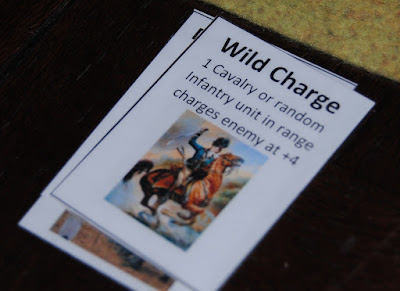 Wild Charge
1 Cavalry or random
Infantry unit in range
charges enemy at +4